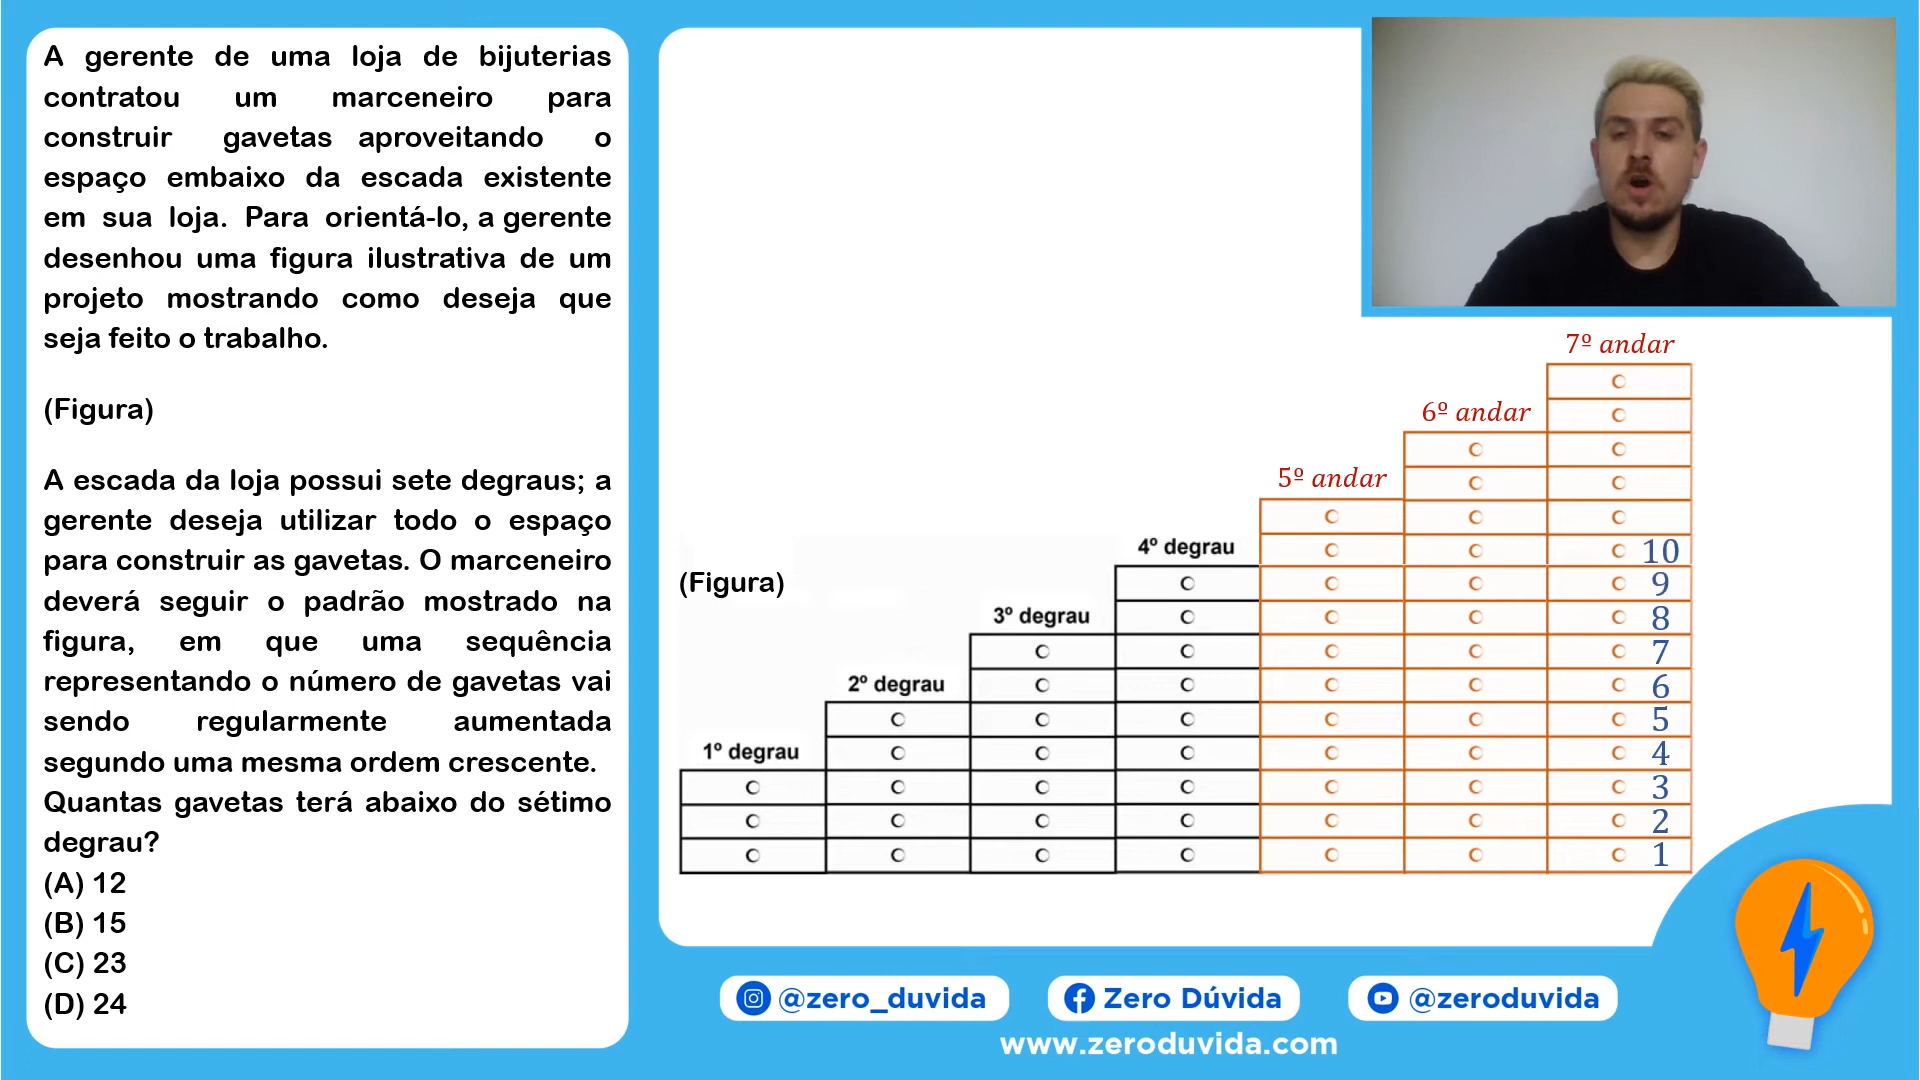 A gerente de uma loja de bijuterias
contratou um marceneiro para
construir gavetas aproveitando o
espaço embaixo da escada existente
em sua loja. Para orientá-lo, a gerente
desenhou uma figura ilustrativa de um
projeto mostrando como deseja que
seja feito o trabalho.
(Figura)
A escada da loja possui sete degraus; a
gerente deseja utilizar todo o espaço
para construir as gavetas. O marceneiro
deverá seguir o padrão mostrado na
figura, em que uma sequência
representando o número de gavetas vai
sendo regularmente aumentada
segundo uma mesma ordem crescente.
Quantas gavetas terá abaixo do sétimo
degrau?
(A) 12
(B) 15
(C) 23
(D) 24
(Figura)
1º degrau
2º degrau
3º degrau
4º degrau
5º andar
6º andar
7º andar
10
9
8
7
6
5
4
3
2
1
@zero_duvida
Zero Dúvida
@zeroduvida
www.zeroduvida.com